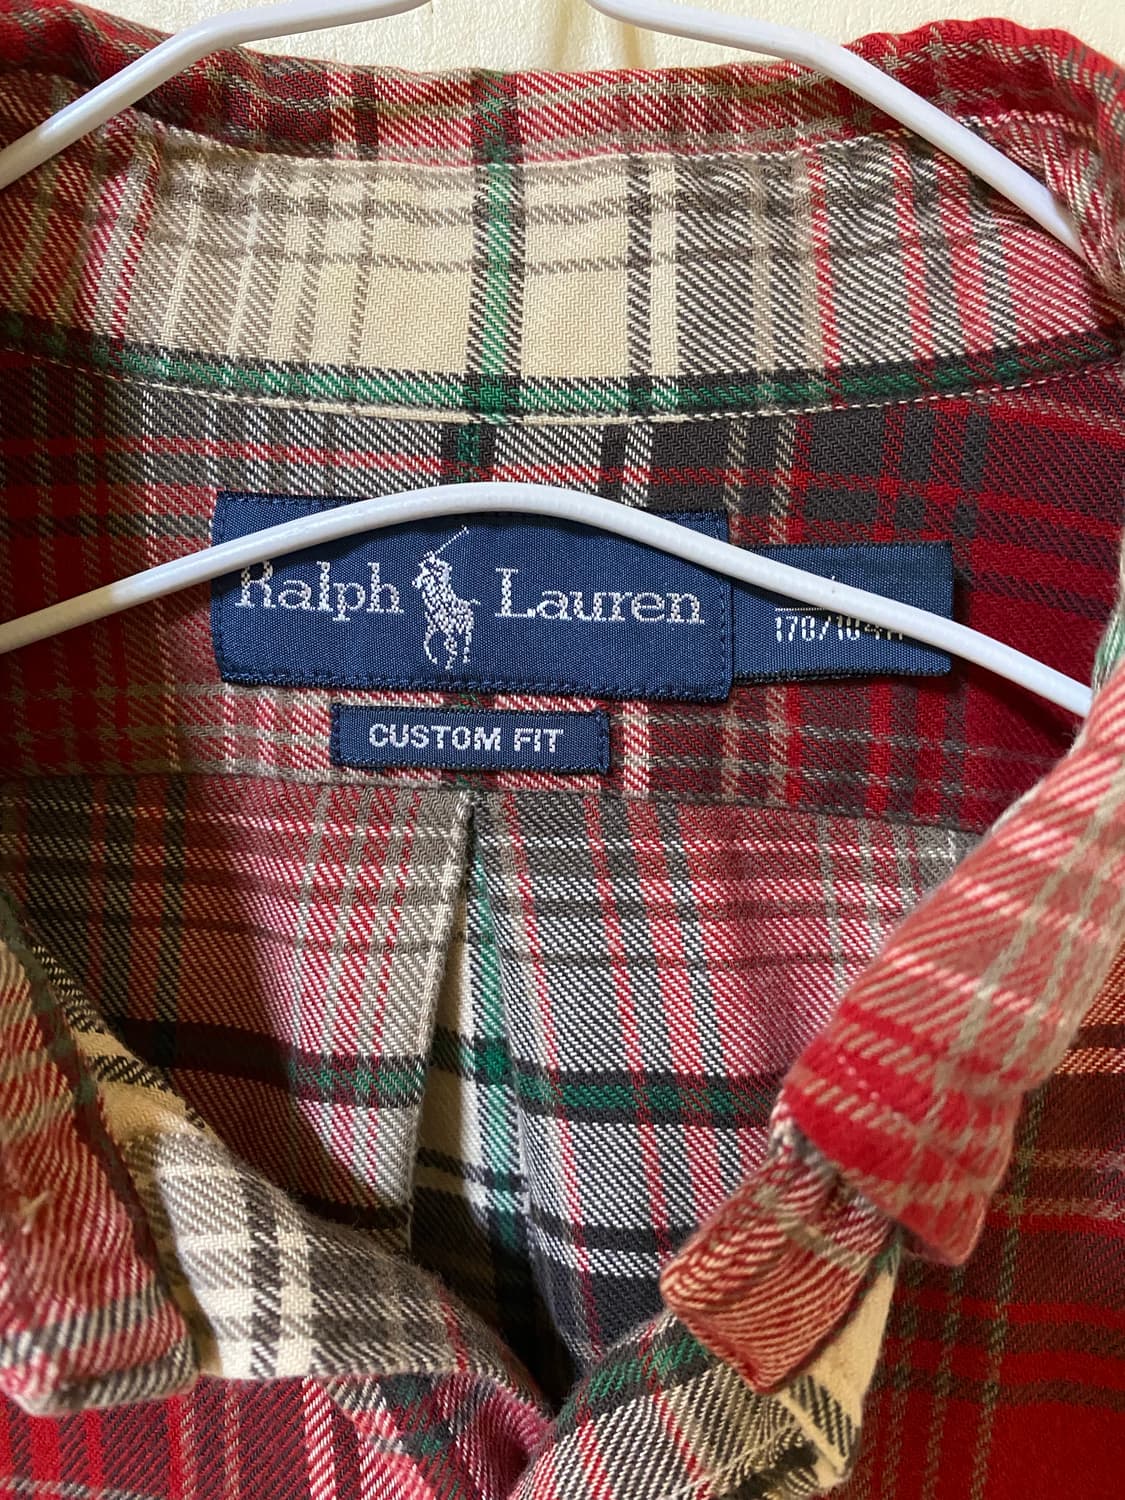 Ralph Lauren
CUSTOM FIT